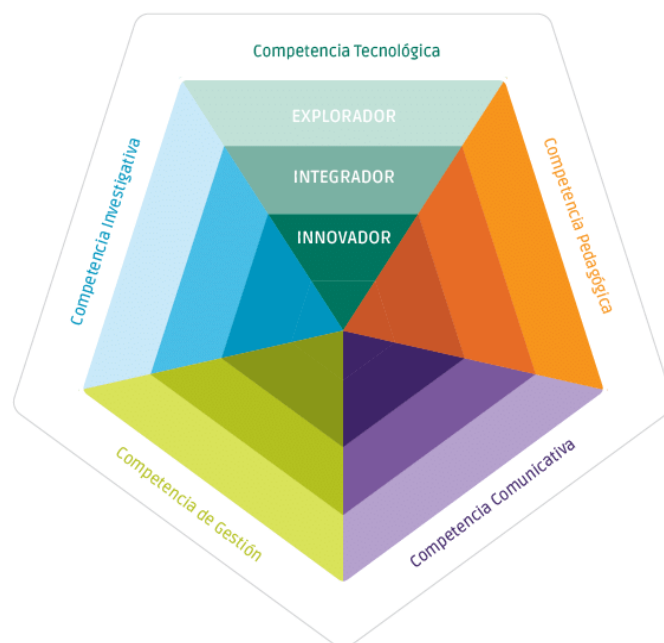 Competencia Tecnológica
EXPLORADOR
INTEGRADOR
INNOVADOR
Competencia Investigativa
Competencia Pedagógica
Competencia de Gestión
Competencia Comunicativa